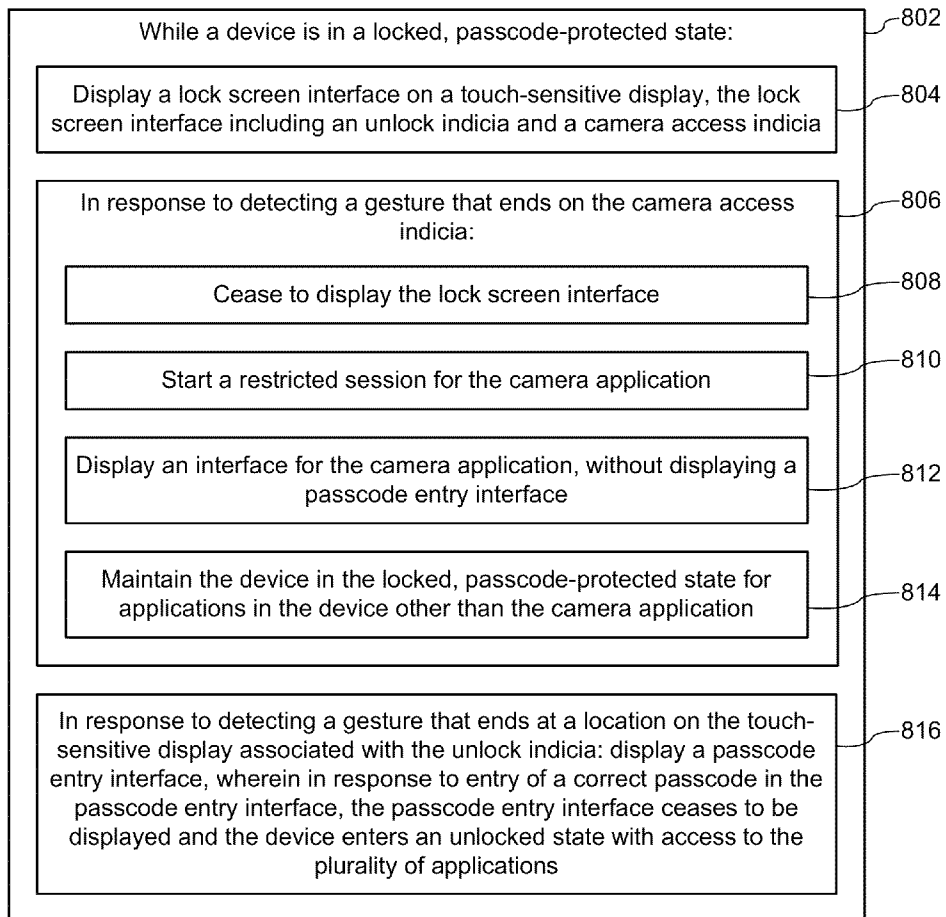 While a device is in a locked, passcode-protected state:
802
Display a lock screen interface on a touch-sensitive display, the lock
screen interface including an unlock indicia and a camera access indicia
804
In response to detecting a gesture that ends on the camera access
indicia:
806
Cease to display the lock screen interface
808
Start a restricted session for the camera application
810
Display an interface for the camera application, without displaying a
passcode entry interface
812
Maintain the device in the locked, passcode-protected state for
applications in the device other than the camera application
814
In response to detecting a gesture that ends at a location on the touch-
sensitive display associated with the unlock indicia: display a passcode
entry interface, wherein in response to entry of a correct passcode in the
passcode entry interface, the passcode entry interface ceases to be
displayed and the device enters an unlocked state with access to the
plurality of applications
816